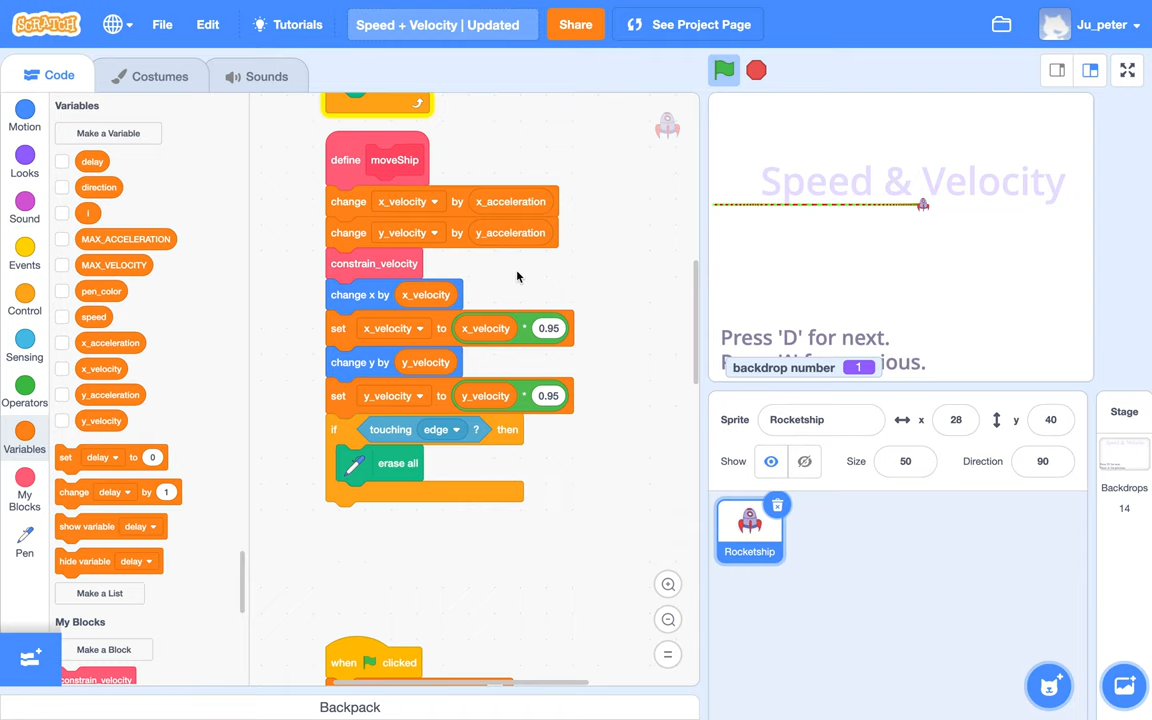 SCRATCH File Edit Tutorials Speed + Velocity | Updated Share See Project Page Ju_peter
Code Costumes Sounds
Motion
Looks
Sound
Events
Control
Sensing
Operators
Variables
My
Blocks
Pen
Variables
Make a Variable
delay
direction
i
MAX_ACCELERATION
MAX_VELOCITY
pen_color
speed
x_acceleration
x_velocity
y_acceleration
y_velocity
set delay to 0
change delay by 1
show variable delay
hide variable delay
Make a List
My Blocks
Make a Block
constrain_velocity
define moveShip
change x_velocity by x_acceleration
change y_velocity by y_acceleration
constrain_velocity
change x by x_velocity
set x_velocity to x_velocity * 0.95
change y by y_velocity
set y_velocity to y_velocity * 0.95
if touching edge ? then
erase all
when clicked
Backpack
Speed & Velocity
Press 'D' for next.
backdrop number 1
Sprite Rocketship x 28 y 40
Show Size 50 Direction 90
Rocketship
Stage
Backdrops
14